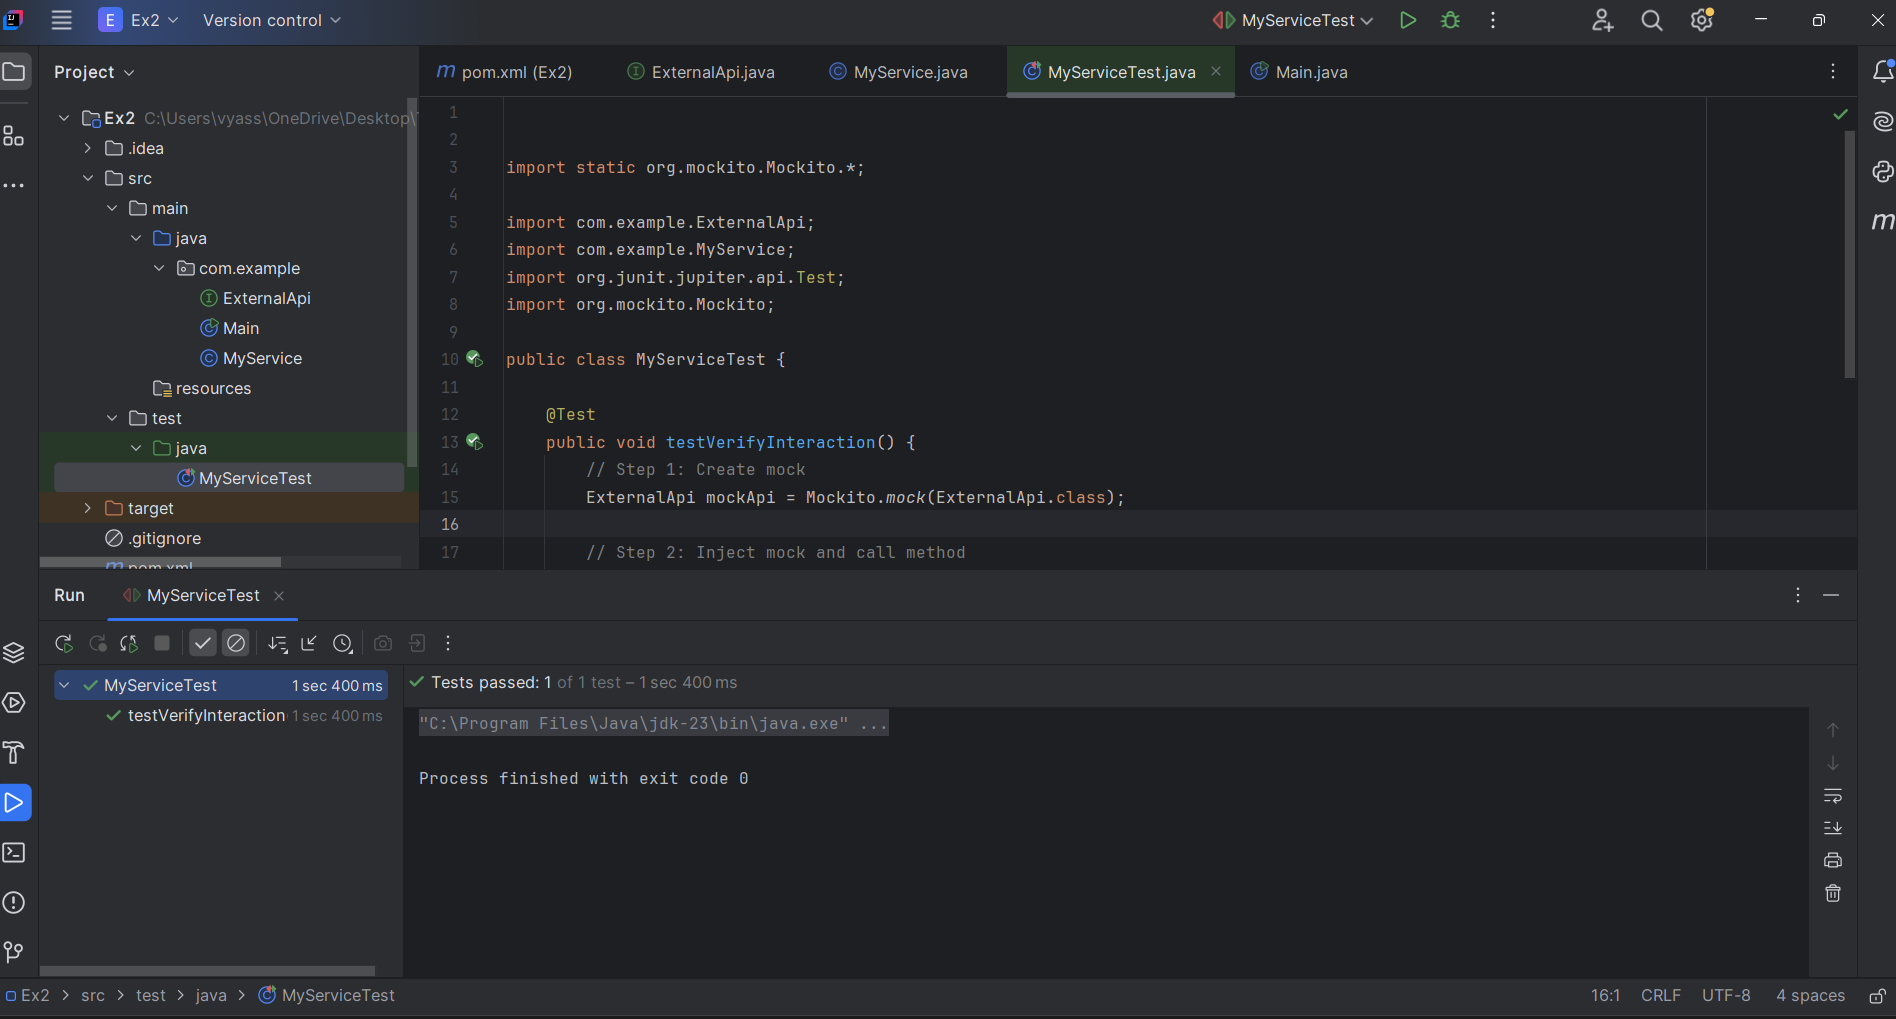 E Ex2 Version control MyServiceTest
Project
pom.xml (Ex2) ExternalApi.java MyService.java MyServiceTest.java Main.java
Ex2 C:\Users\vyass\OneDrive\Desktop\
.idea
src
main
java
com.example
ExternalApi
Main
MyService
resources
test
java
MyServiceTest
target
.gitignore
pom.xml
1
2
3 import static org.mockito.Mockito.*;
4
5 import com.example.ExternalApi;
6 import com.example.MyService;
7 import org.junit.jupiter.api.Test;
8 import org.mockito.Mockito;
9
10 public class MyServiceTest {
11
12 @Test
13 public void testVerifyInteraction() {
14 // Step 1: Create mock
15 ExternalApi mockApi = Mockito.mock(ExternalApi.class);
16
17 // Step 2: Inject mock and call method
Run MyServiceTest
MyServiceTest 1 sec 400 ms
testVerifyInteraction 1 sec 400 ms
Tests passed: 1 of 1 test – 1 sec 400 ms
"C:\Program Files\Java\jdk-23\bin\java.exe" ...
Process finished with exit code 0
Ex2 > src > test > java > MyServiceTest
16:1 CRLF UTF-8 4 spaces